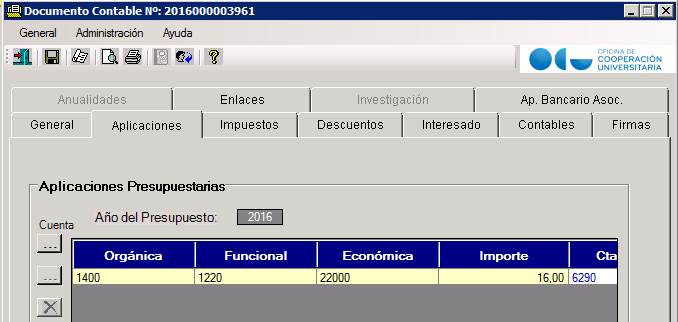 Documento Contable Nº: 2016000003961
General Administración Ayuda
OFICINA DE
COOPERACIÓN
UNIVERSITARIA
Anualidades Enlaces Investigación Ap. Bancario Asoc.
General Aplicaciones Impuestos Descuentos Interesado Contables Firmas
Aplicaciones Presupuestarias
Año del Presupuesto: 2016
Cuenta
Orgánica Funcional Económica Importe Cta
... 
1400 1220 22000 16,00 6290
...